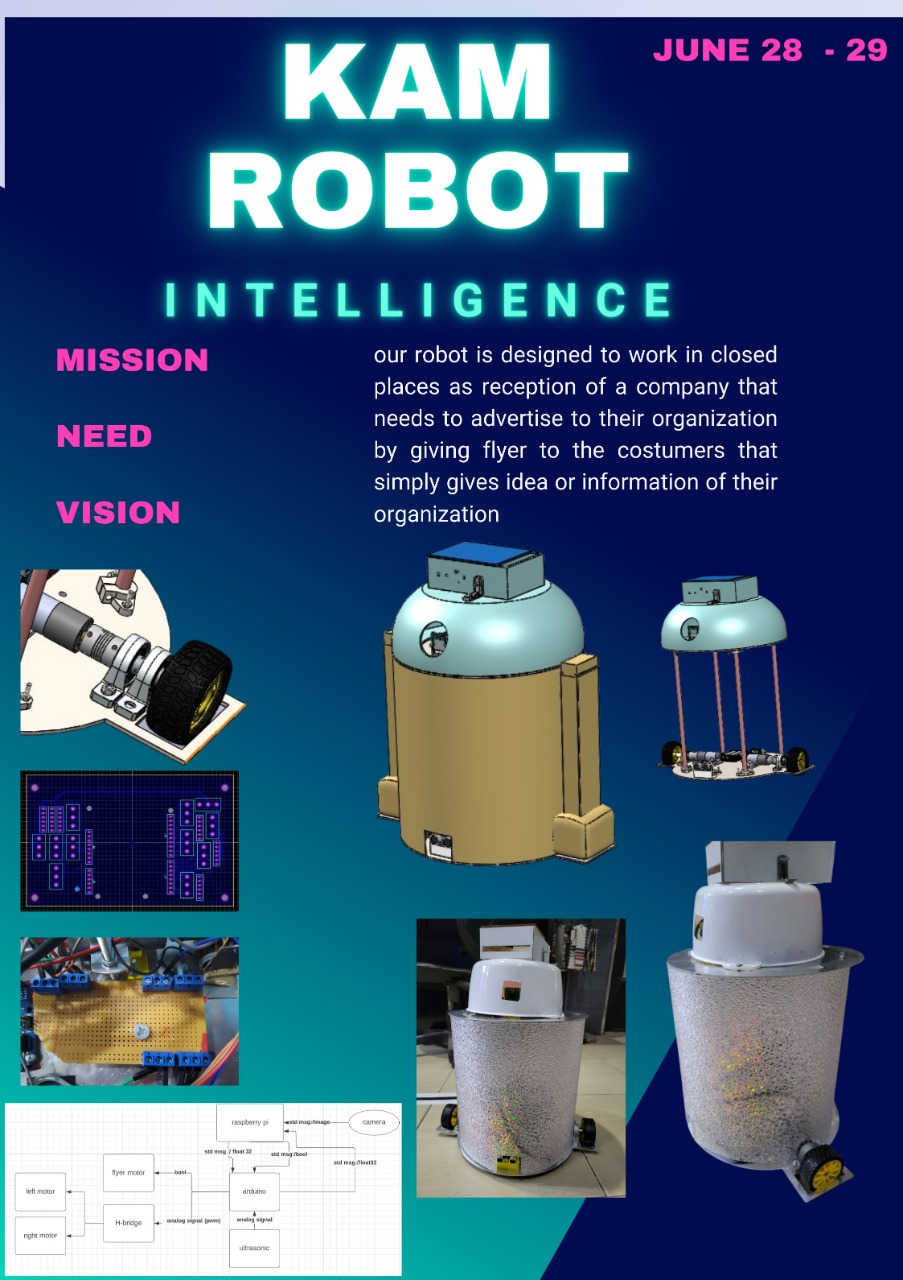 JUNE 28 - 29
KAM
ROBOT
INTELLIGENCE
MISSION
NEED
VISION
our robot is designed to work in closed
places as reception of a company that
needs to advertise to their organization
by giving flyer to the costumers that
simply gives idea or information of their
organization
raspberry pi
std msg:/Image
camera
std msg :/ float 32
std msg:/bool
std msg:/float32
flyer motor
bool
left motor
arduino
H-bridge
analog signal (pwm)
analog signal
right motor
ultrasonic